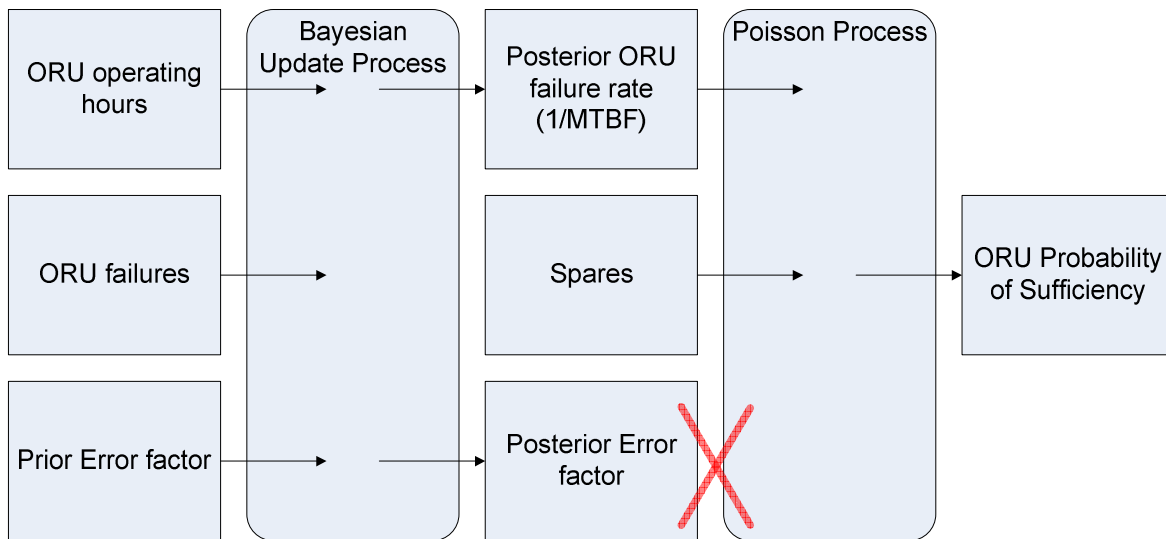 ORU operating
hours
Bayesian
Update Process
Posterior ORU
failure rate
(1/MTBF)
Poisson Process
ORU failures
Spares
ORU Probability
of Sufficiency
Prior Error factor
Posterior Error
factor